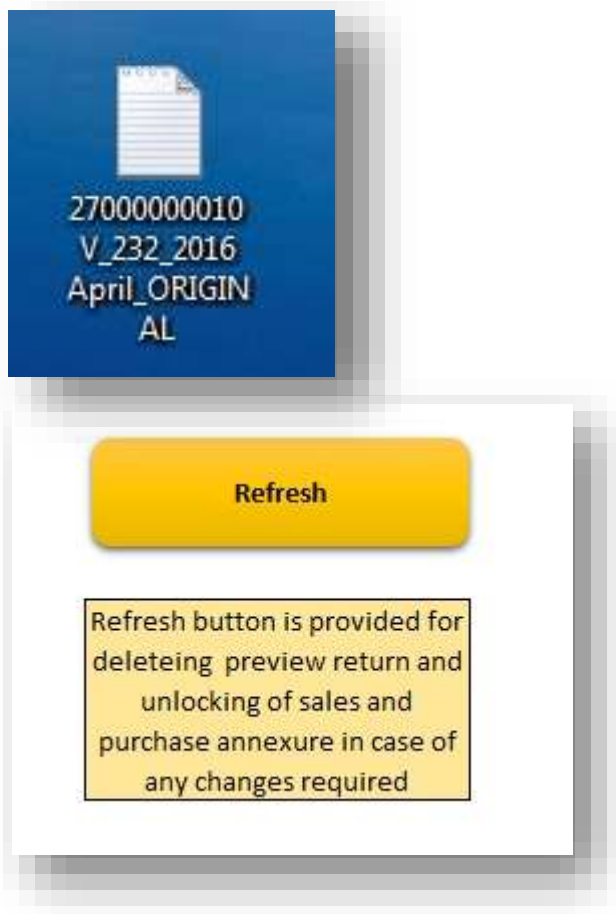 27000000010
V_232_2016
April_ORIGIN
AL
Refresh
Refresh button is provided for
deleteing preview return and
unlocking of sales and
purchase annexure in case of
any changes required